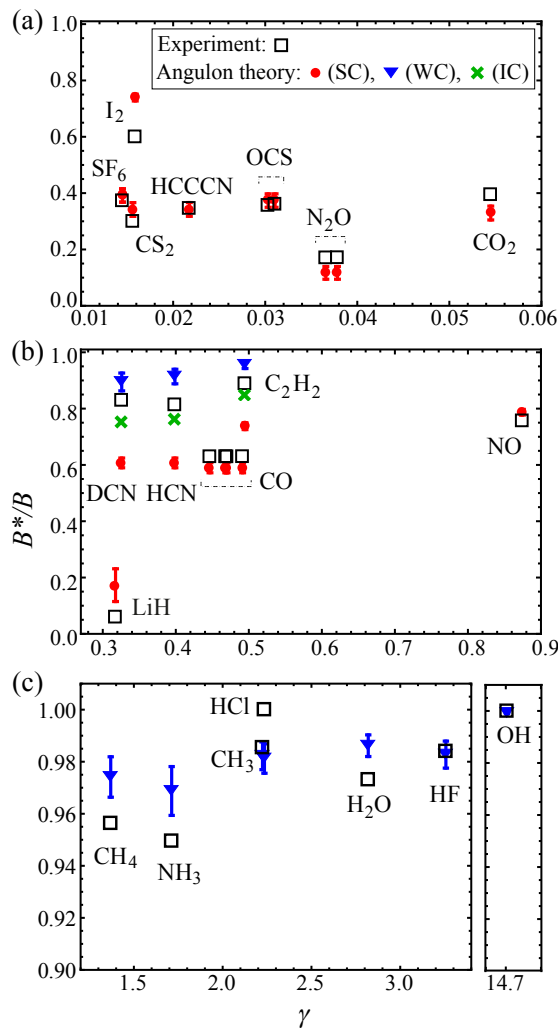 (a)
Experiment: □
Angulon theory: ● (SC), ▼ (WC), × (IC)
1.0
0.8
0.6
0.4
0.2
0.0
I₂
SF₆
CS₂
HCCCN
OCS
N₂O
CO₂
0.01 0.02 0.03 0.04 0.05 0.06
(b)
1.0
0.8
0.6
0.4
0.2
0.0
B*/B
C₂H₂
DCN
HCN
CO
NO
LiH
0.3 0.4 0.5 0.6 0.7 0.8 0.9
(c)
1.00
0.98
0.96
0.94
0.92
0.90
HCl
CH₃
CH₄
NH₃
H₂O
HF
OH
1.5 2.0 2.5 3.0 14.7
γ